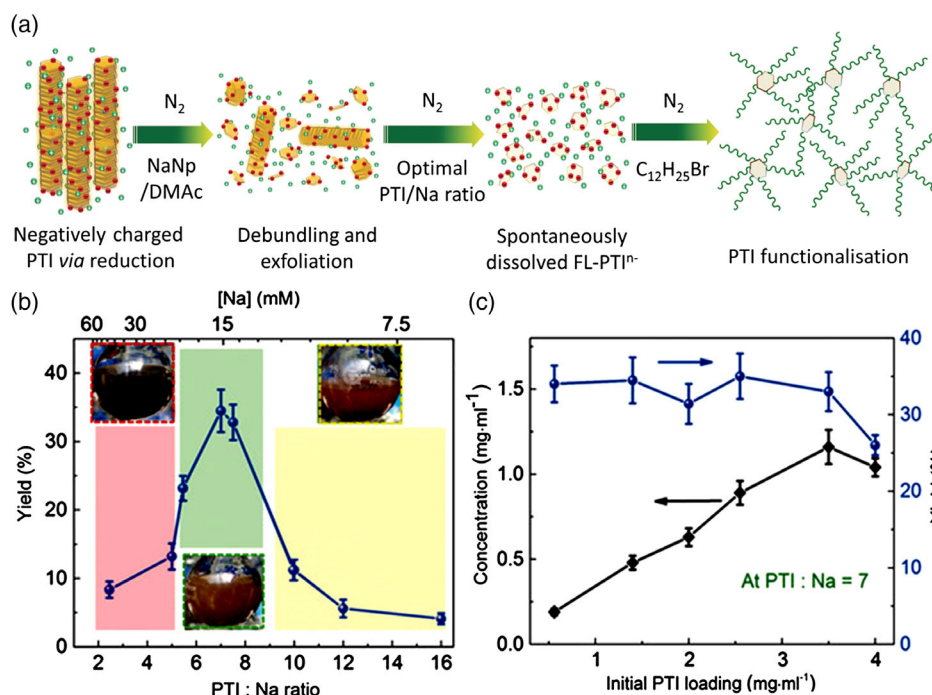 (a)
N2
N2
N2
NaNp
/DMAc
Optimal
PTI/Na ratio
C12H25Br
Negatively charged
PTI via reduction
Debundling and
exfoliation
Spontaneously
dissolved FL-PTIn-
PTI functionalisation
(b)
[Na] (mM)
60 30 15 7.5
40
30
20
10
0
Yield (%)
2 4 6 8 10 12 14 16
PTI : Na ratio
(c)
1.5
1.0
0.5
0.0
Concentration (mg·ml-1)
40
30
20
10
0
At PTI : Na = 7
1 2 3 4
Initial PTI loading (mg·ml-1)